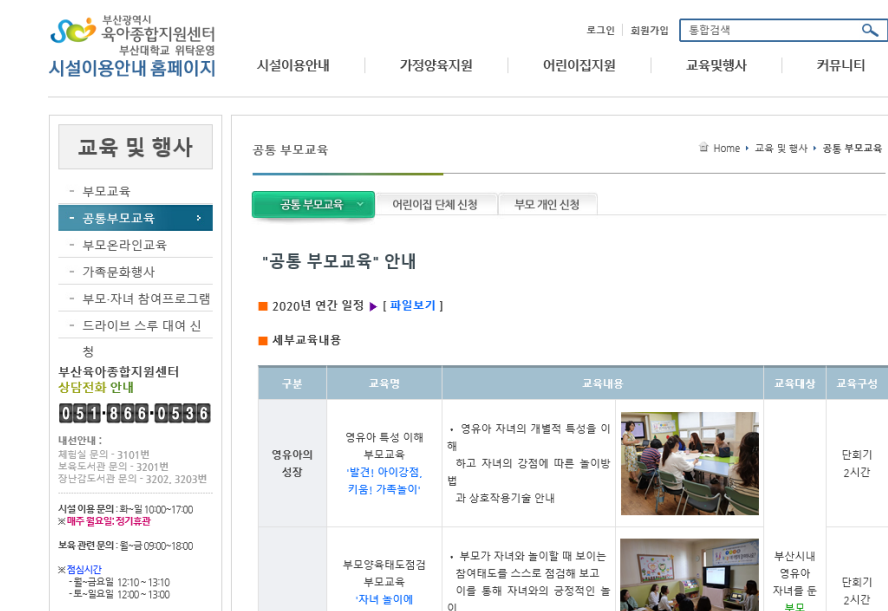 부산광역시
육아종합지원센터
부산대학교 위탁운영
시설이용안내 홈페이지
로그인 회원가입 통합검색
시설이용안내 가정양육지원 어린이집지원 교육및행사 커뮤니티
교육 및 행사
- 부모교육
- 공통부모교육
- 부모온라인교육
- 가족문화행사
- 부모·자녀 참여프로그램
- 드라이브 스루 대여 신
청
부산육아종합지원센터
상담전화 안내
051·866·0536
내선안내 :
체험실 문의 - 3101번
보육도서관 문의 - 3201번
장난감도서관 문의 - 3202, 3203번
시설이용 문의 : 화~일 10:00~17:00
※ 매주 월요일; 정기휴관
보육 관련 문의 : 월~금 09:00~18:00
※ 점심시간
- 월~금요일 12:10 ~ 13:10
- 토~일요일 12:00 ~ 13:00
공통 부모교육
Home 교육 및 행사 공통 부모교육
공통 부모교육 어린이집 단체 신청 부모 개인 신청
"공통 부모교육" 안내
■ 2020년 연간 일정 ▶ [ 파일보기 ]
■ 세부교육내용
구분 교육명 교육내용 교육대상 교육구성
영유아의
성장
영유아 특성 이해
부모교육
'발견! 아이강점,
키움! 가족놀이'
• 영유아 자녀의 개별적 특성을 이
해
하고 자녀의 강점에 따른 놀이방
법
과 상호작용기술 안내
단회기
2시간
부모양육태도점검
부모교육
'자녀 놀이에
• 부모가 자녀와 놀이할 때 보이는
참여태도를 스스로 점검해 보고
이를 통해 자녀와의 긍정적인 놀
이
부산시내
영유아
자녀를 둔
부모
단회기
2시간